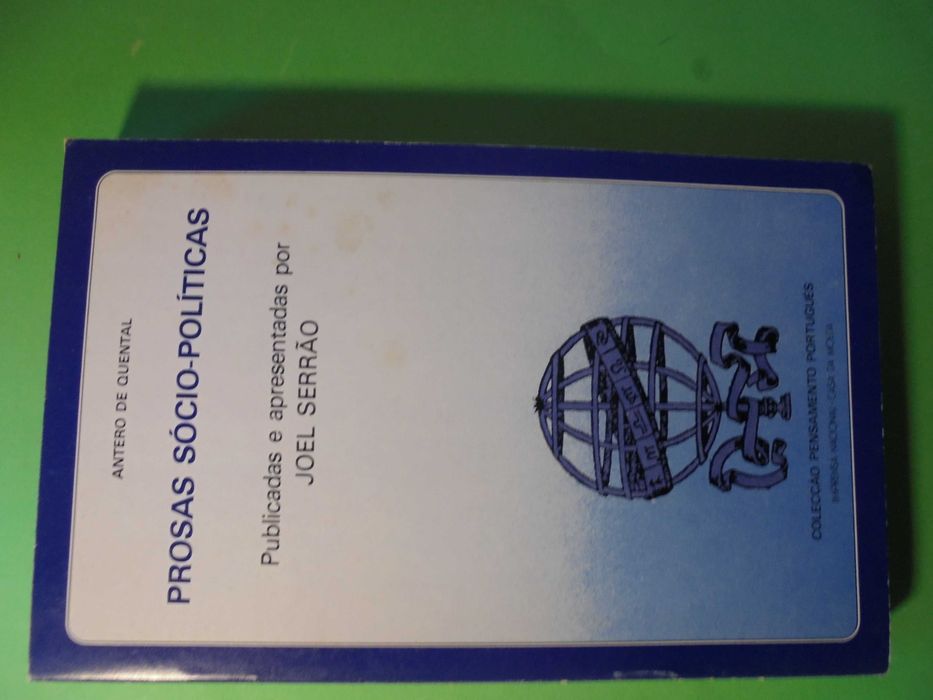 ANTERO DE QUENTAL
PROSAS SÓCIO-POLÍTICAS
Publicadas e apresentadas por
JOEL SERRÃO
COLECÇÃO PENSAMENTO PORTUGUÊS
IMPRENSA NACIONAL - CASA DA MOEDA